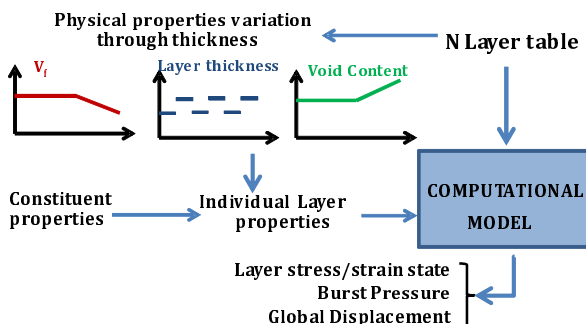 Physical properties variation
through thickness
N Layer table
Vf
Layer thickness
Void Content
Constituent
properties
Individual Layer
properties
COMPUTATIONAL
MODEL
Layer stress/strain state
Burst Pressure
Global Displacement